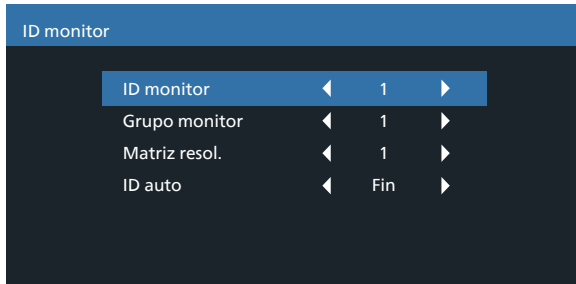 ID monitor
ID monitor 1
Grupo monitor 1
Matriz resol. 1
ID auto Fin